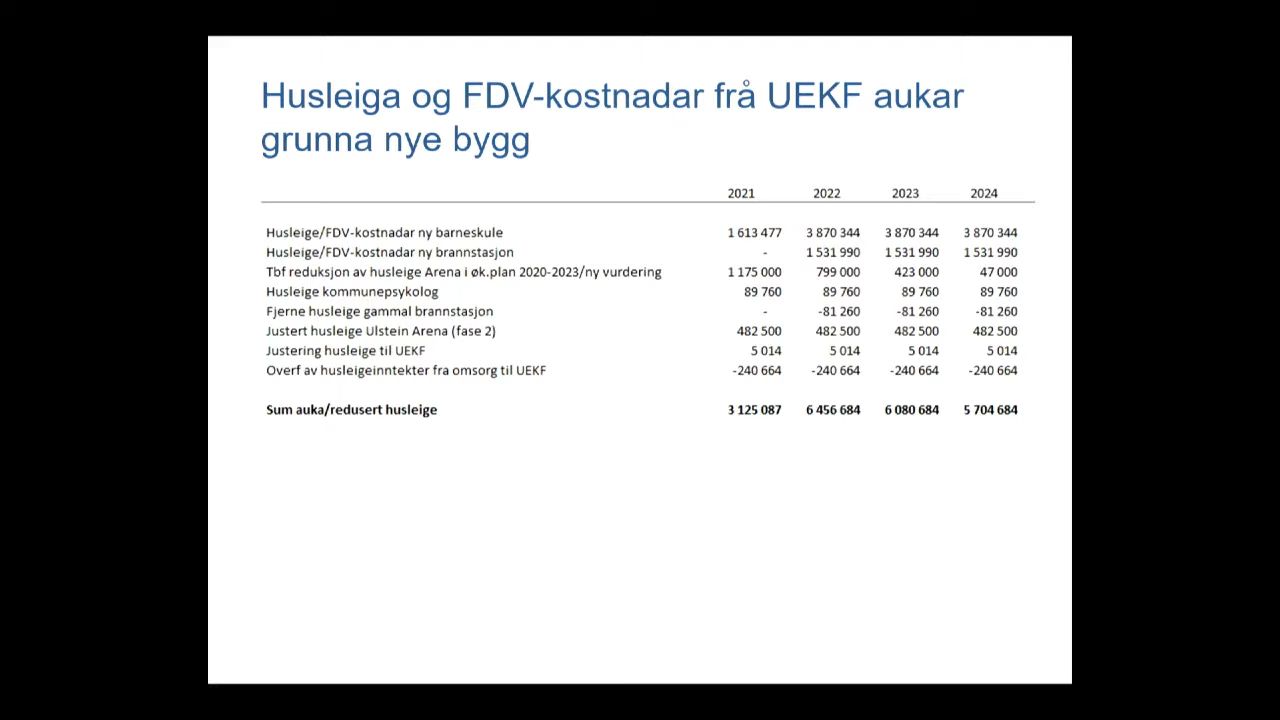 Husleiga og FDV-kostnadar frå UEKF aukar
grunna nye bygg
2021 2022 2023 2024
Husleige/FDV-kostnadar ny barneskule 1 613 477 3 870 344 3 870 344 3 870 344
Husleige/FDV-kostnadar ny brannstasjon - 1 531 990 1 531 990 1 531 990
Tbf reduksjon av husleige Arena i øk.plan 2020-2023/ny vurdering 1 175 000 799 000 423 000 47 000
Husleige kommunepsykolog 89 760 89 760 89 760 89 760
Fjerne husleige gammal brannstasjon - -81 260 -81 260 -81 260
Justert husleige Ulstein Arena (fase 2) 482 500 482 500 482 500 482 500
Justering husleige til UEKF 5 014 5 014 5 014 5 014
Overf av husleigeinntekter fra omsorg til UEKF -240 664 -240 664 -240 664 -240 664
Sum auka/redusert husleige 3 125 087 6 456 684 6 080 684 5 704 684